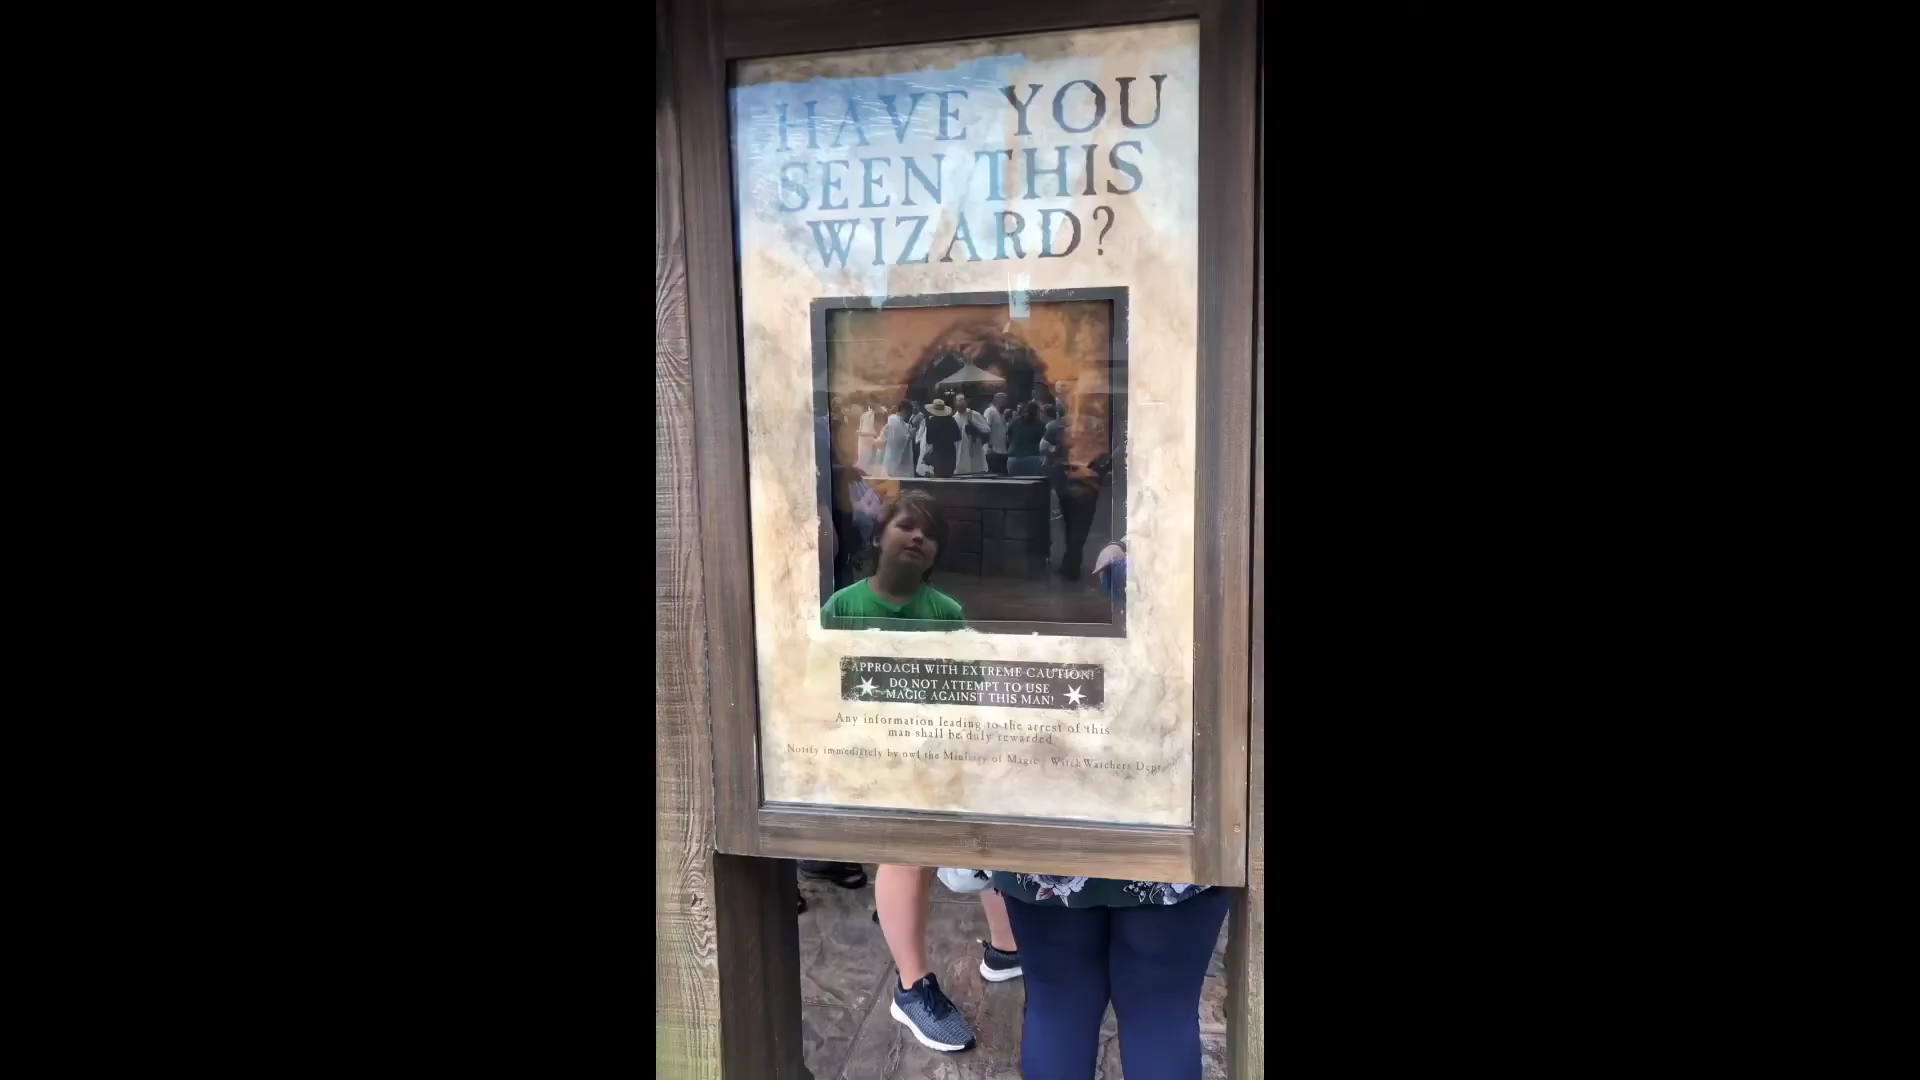 HAVE YOU
SEEN THIS
WIZARD?
APPROACH WITH EXTREME CAUTION!
DO NOT ATTEMPT TO USE
MAGIC AGAINST THIS MAN!
Any information leading to the arrest of this
man shall be duly rewarded
Notify immediately by owl the Ministry of Magic - WitchWatchers Dept.